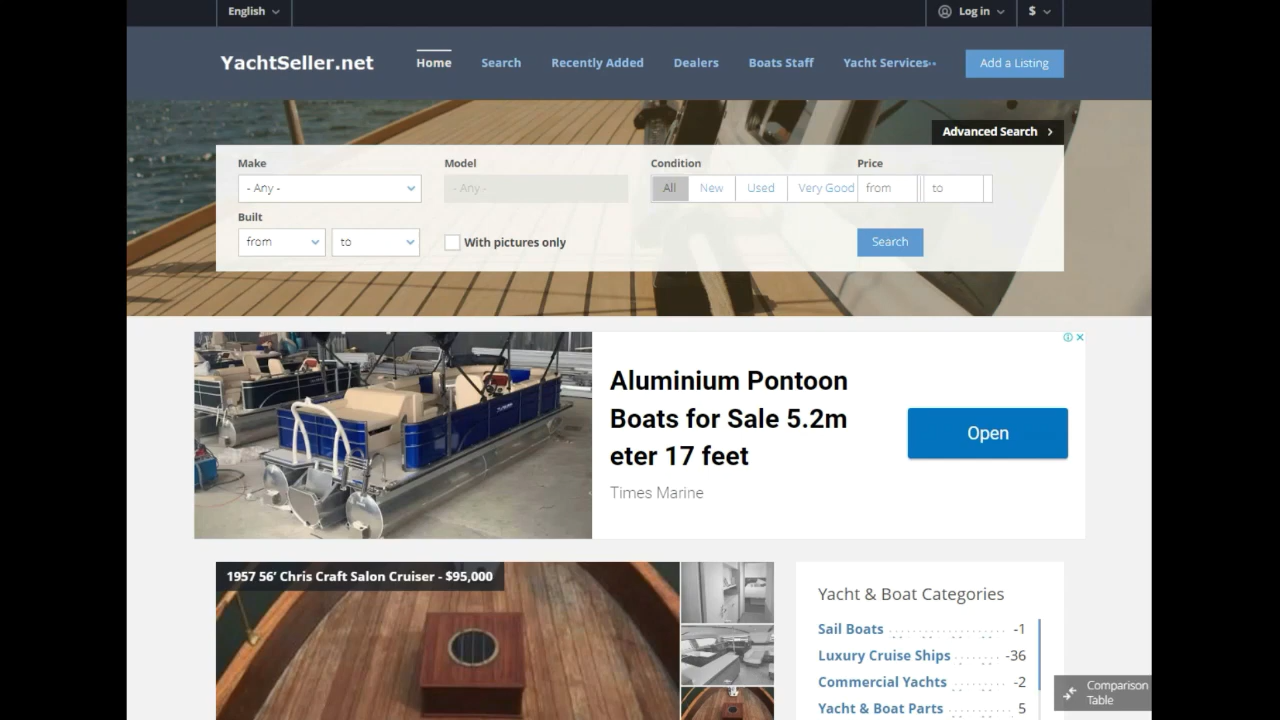 English
Log in
$
YachtSeller.net
Home
Search
Recently Added
Dealers
Boats Staff
Yacht Services
Add a Listing
Advanced Search
Make
Model
Condition
Price
- Any -
- Any -
All
New
Used
Very Good
from
to
Built
from
to
With pictures only
Search
Aluminium Pontoon
Boats for Sale 5.2m
eter 17 feet
Times Marine
Open
1957 56’ Chris Craft Salon Cruiser - $95,000
Yacht & Boat Categories
Sail Boats -1
Luxury Cruise Ships -36
Commercial Yachts -2
Yacht & Boat Parts 5
Comparison
Table